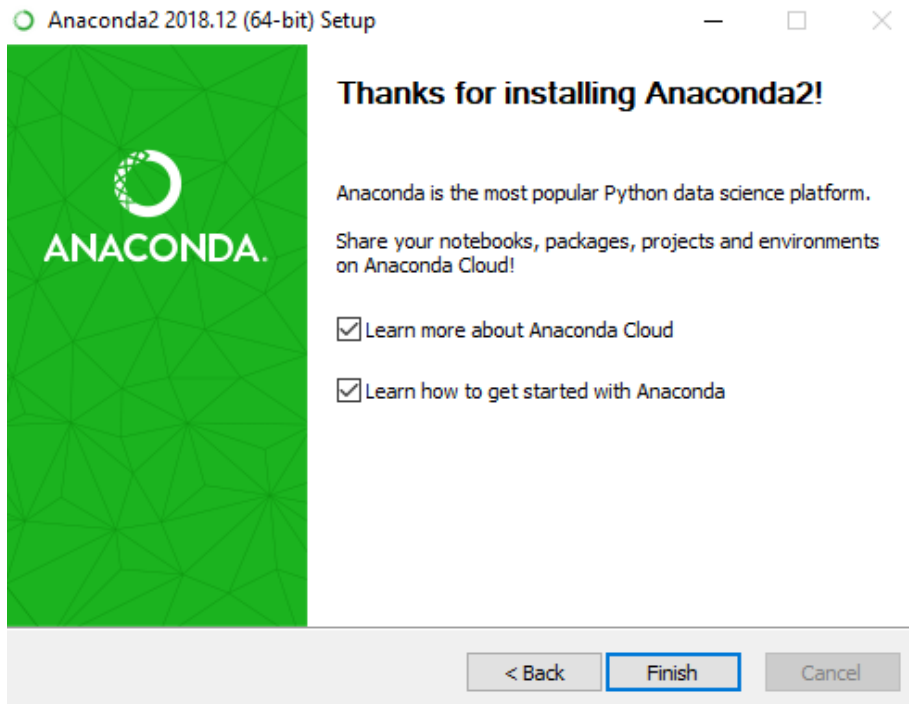 Anaconda2 2018.12 (64-bit) Setup
Thanks for installing Anaconda2!
ANACONDA.
Anaconda is the most popular Python data science platform.
Share your notebooks, packages, projects and environments
on Anaconda Cloud!
Learn more about Anaconda Cloud
Learn how to get started with Anaconda
< Back
Finish
Cancel